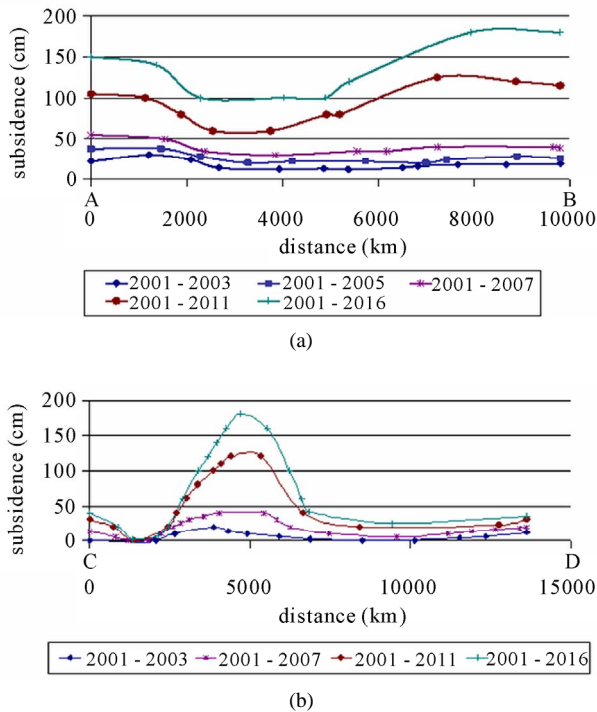 200
150
100
50
0
subsidence (cm)
A B
0 2000 4000 6000 8000 10000
distance (km)
2001 - 2003 2001 - 2005 2001 - 2007
2001 - 2011 2001 - 2016
(a)
200
150
100
50
0
subsidence (cm)
C D
0 5000 10000 15000
distance (km)
2001 - 2003 2001 - 2007 2001 - 2011 2001 - 2016
(b)